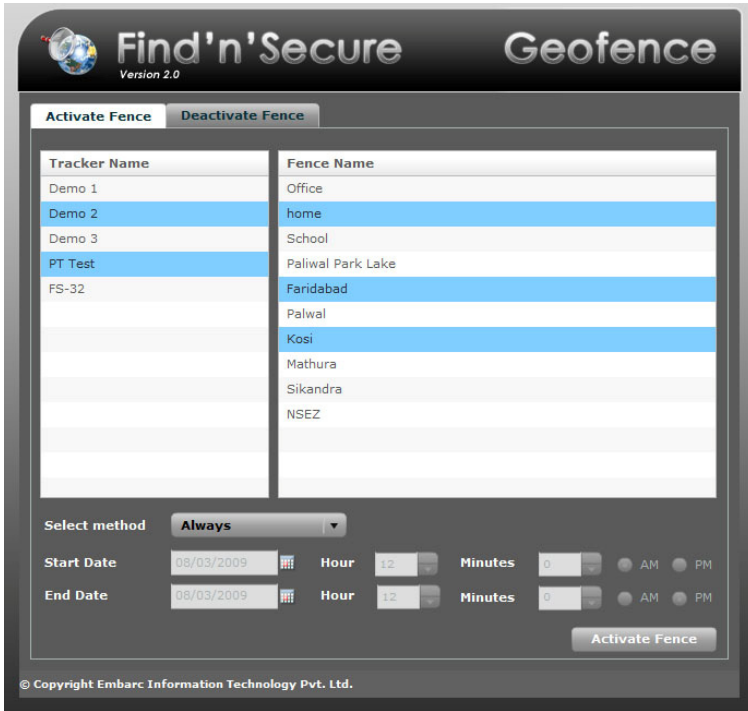 Find'n'Secure Geofence
Version 2.0
Activate Fence Deactivate Fence
Tracker Name Fence Name
Demo 1 Office
Demo 2 home
Demo 3 School
PT Test Paliwal Park Lake
FS-32 Faridabad
Palwal
Kosi
Mathura
Sikandra
NSEZ
Select method Always
Start Date 08/03/2009 Hour 12 Minutes 0 AM PM
End Date 08/03/2009 Hour 12 Minutes 0 AM PM
Activate Fence
© Copyright Embarc Information Technology Pvt. Ltd.